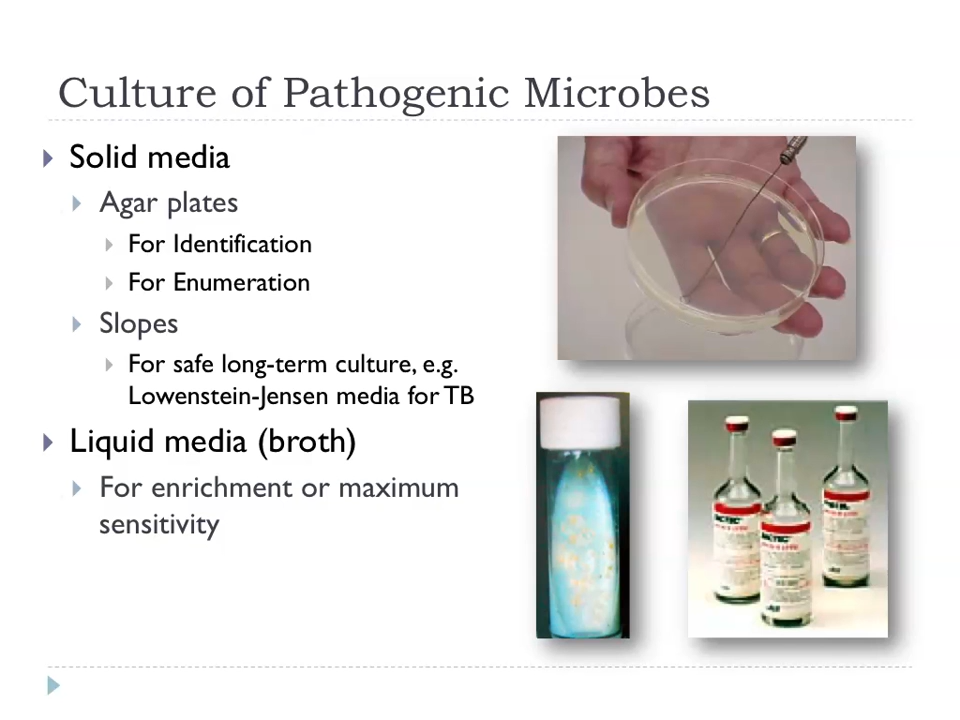 Culture of Pathogenic Microbes
Solid media
Agar plates
For Identification
For Enumeration
Slopes
For safe long-term culture, e.g.
Lowenstein-Jensen media for TB
Liquid media (broth)
For enrichment or maximum
sensitivity